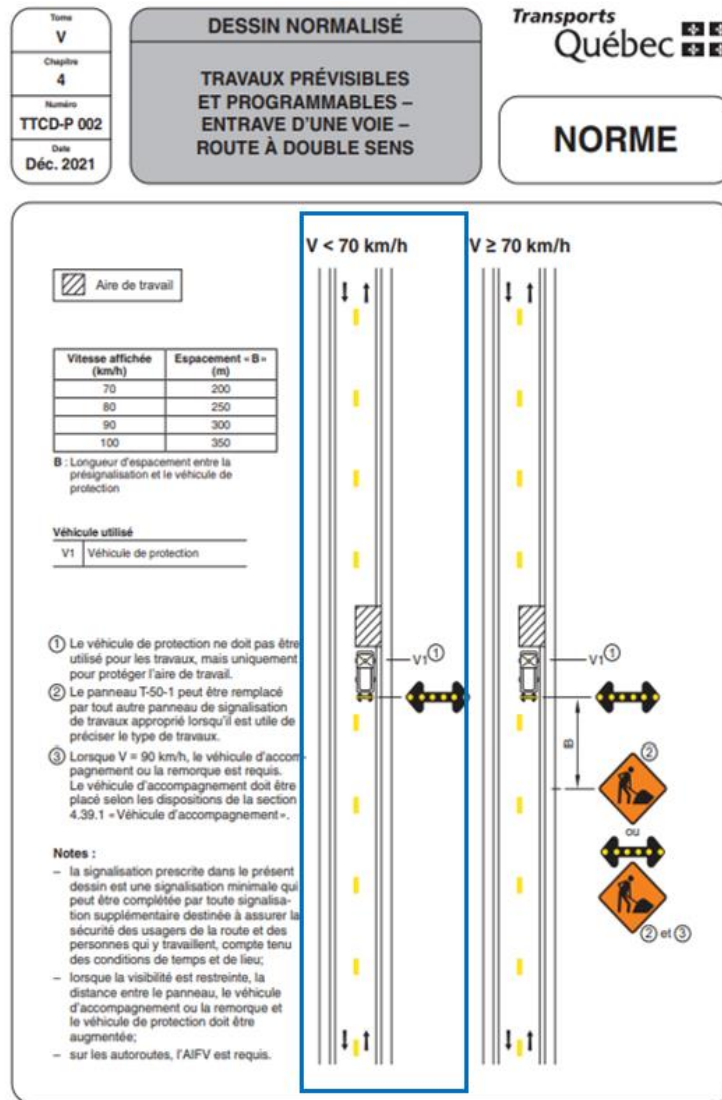 Tome
V
Chapitre
4
Numéro
TTCD-P 002
Date
Déc. 2021
DESSIN NORMALISÉ
TRAVAUX PRÉVISIBLES
ET PROGRAMMABLES –
ENTRAVE D'UNE VOIE –
ROUTE À DOUBLE SENS
Transports
Québec
NORME
V < 70 km/h
V ≥ 70 km/h
Aire de travail
Vitesse affichée (km/h) Espacement « B » (m)
70 200
80 250
90 300
100 350
B : Longueur d'espacement entre la
présignalisation et le véhicule de
protection
Véhicule utilisé
V1 Véhicule de protection
① Le véhicule de protection ne doit pas être
utilisé pour les travaux, mais uniquement
pour protéger l'aire de travail.
② Le panneau T-50-1 peut être remplacé
par tout autre panneau de signalisation
de travaux approprié lorsqu'il est utile de
préciser le type de travaux.
③ Lorsque V = 90 km/h, le véhicule d'accom-
pagnement ou la remorque est requis.
Le véhicule d'accompagnement doit être
placé selon les dispositions de la section
4.39.1 « Véhicule d'accompagnement ».
Notes :
– la signalisation prescrite dans le présent
dessin est une signalisation minimale qui
peut être complétée par toute signalisa-
tion supplémentaire destinée à assurer la
sécurité des usagers de la route et des
personnes qui y travaillent, compte tenu
des conditions de temps et de lieu;
– lorsque la visibilité est restreinte, la
distance entre le panneau, le véhicule
d'accompagnement ou la remorque et
le véhicule de protection doit être
augmentée;
– sur les autoroutes, l'AIFV est requis.
V1 ①
V1 ①
B
②
ou
② et ③